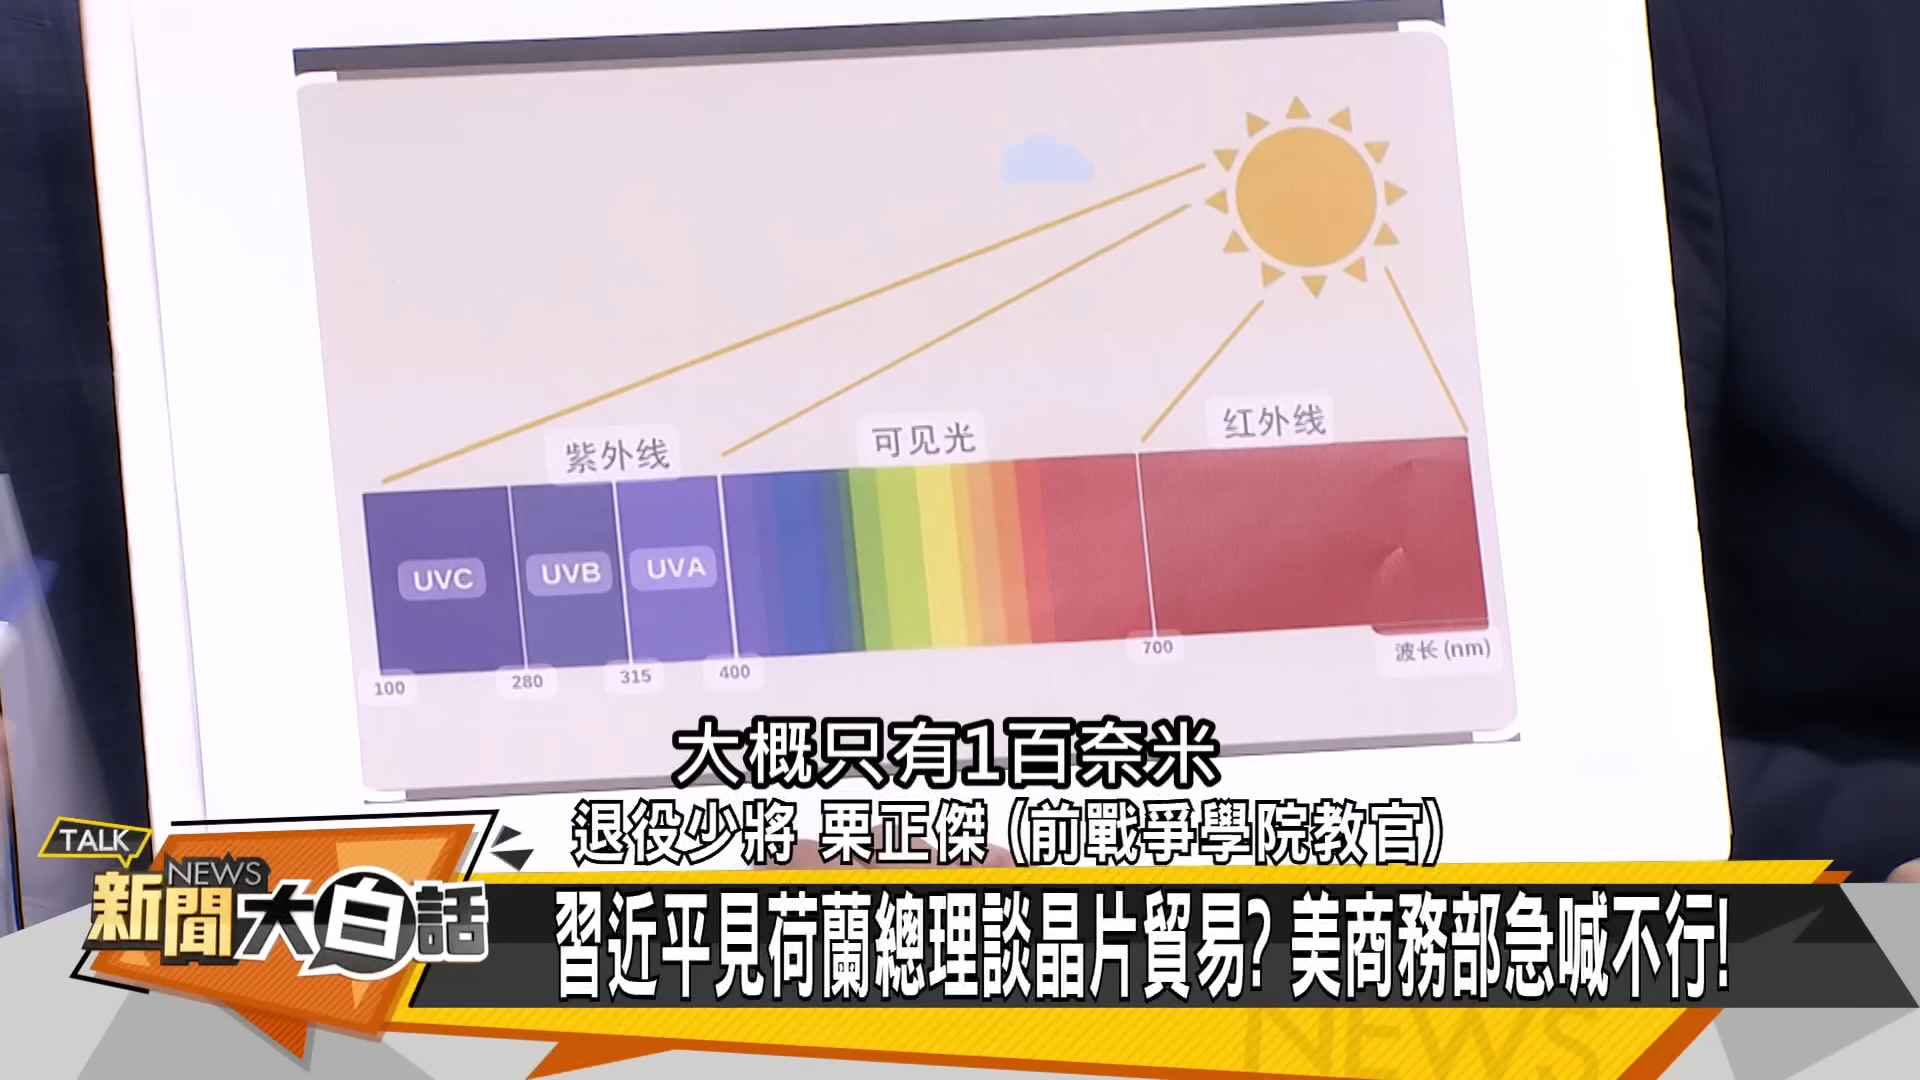 紫外线
可见光
红外线
UVC
UVB
UVA
100
280
315
400
700
波长 (nm)
大概只有1百奈米
退役少將 栗正傑 (前戰爭學院教官)
TALK
NEWS
新聞大白話
習近平見荷蘭總理談晶片貿易? 美商務部急喊不行!
NEWS